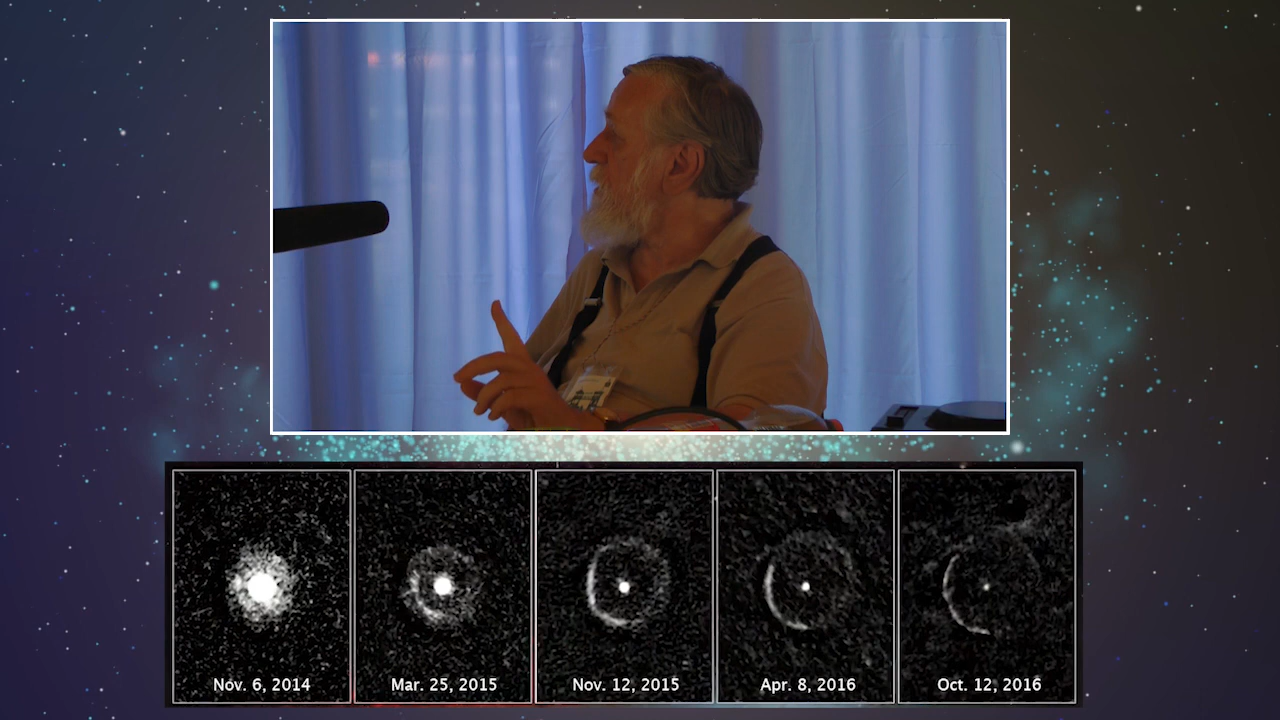 Nov. 6, 2014
Mar. 25, 2015
Nov. 12, 2015
Apr. 8, 2016
Oct. 12, 2016